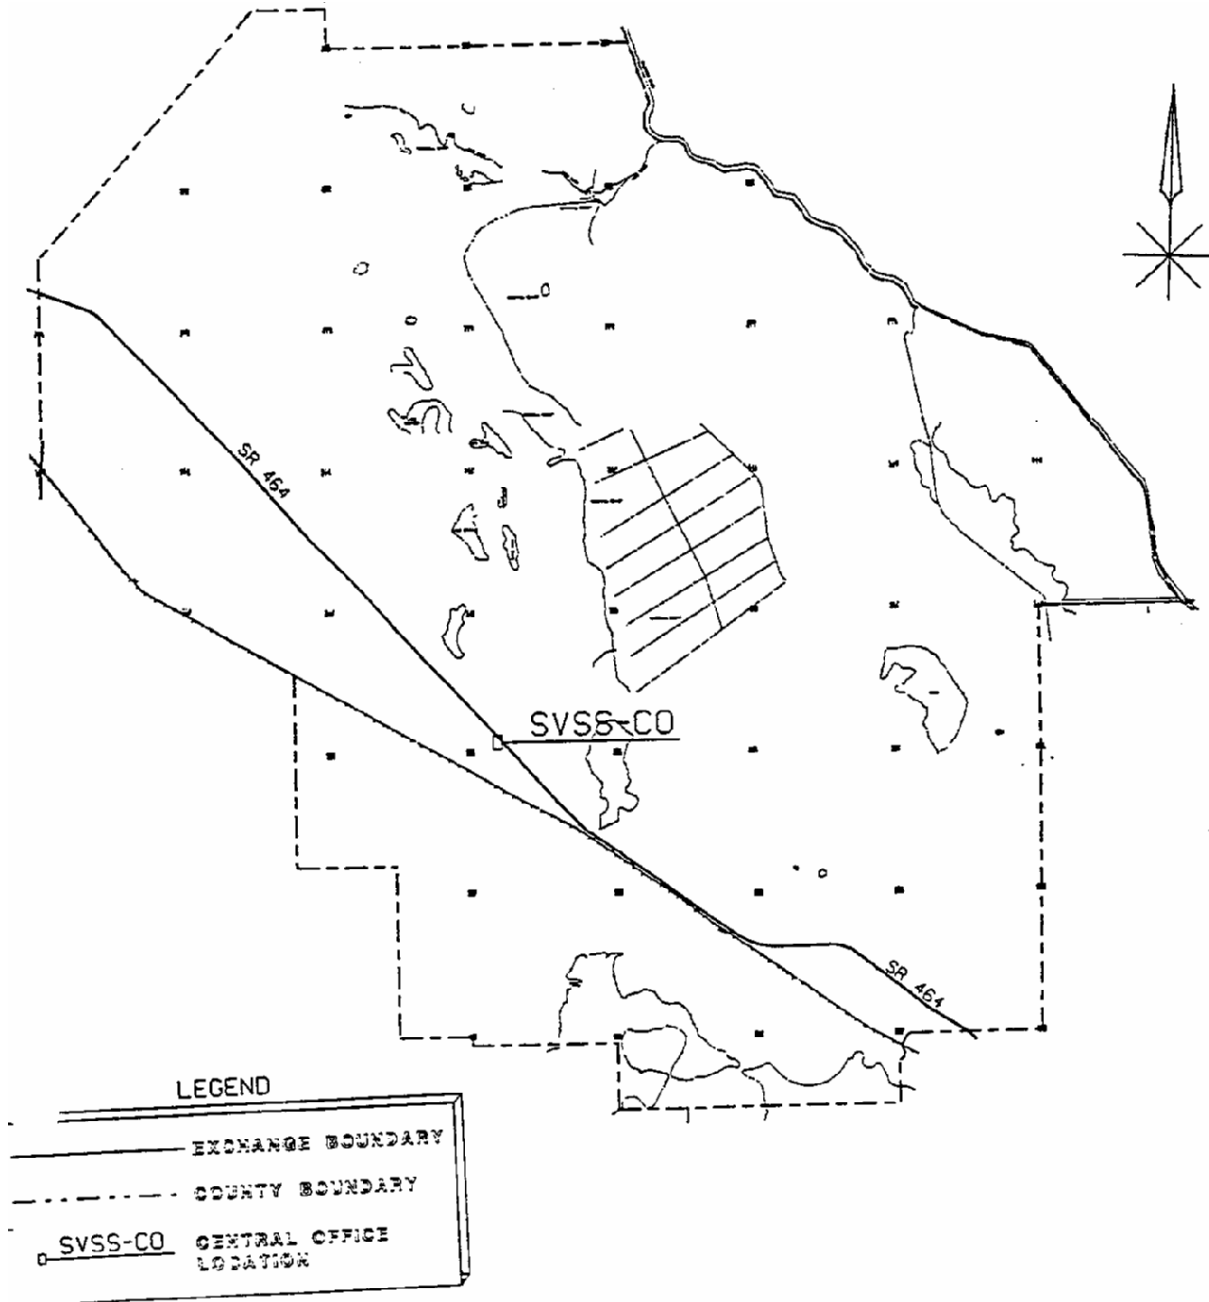 SR 464
SVSS-CO
SR 464
LEGEND
EXCHANGE BOUNDARY
COUNTY BOUNDARY
SVSS-CO CENTRAL OFFICE
LOCATION